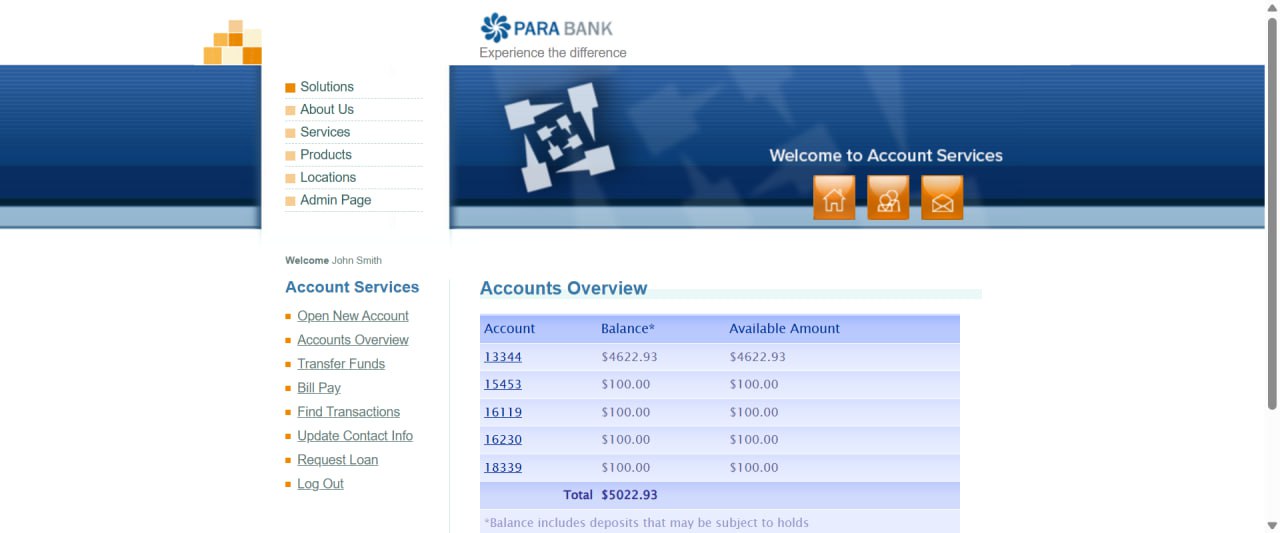 PARA BANK
Experience the difference
Solutions
About Us
Services
Products
Locations
Admin Page
Welcome to Account Services
Welcome John Smith
Account Services
Open New Account
Accounts Overview
Transfer Funds
Bill Pay
Find Transactions
Update Contact Info
Request Loan
Log Out
Accounts Overview
Account Balance* Available Amount
13344 $4622.93 $4622.93
15453 $100.00 $100.00
16119 $100.00 $100.00
16230 $100.00 $100.00
18339 $100.00 $100.00
Total $5022.93
*Balance includes deposits that may be subject to holds